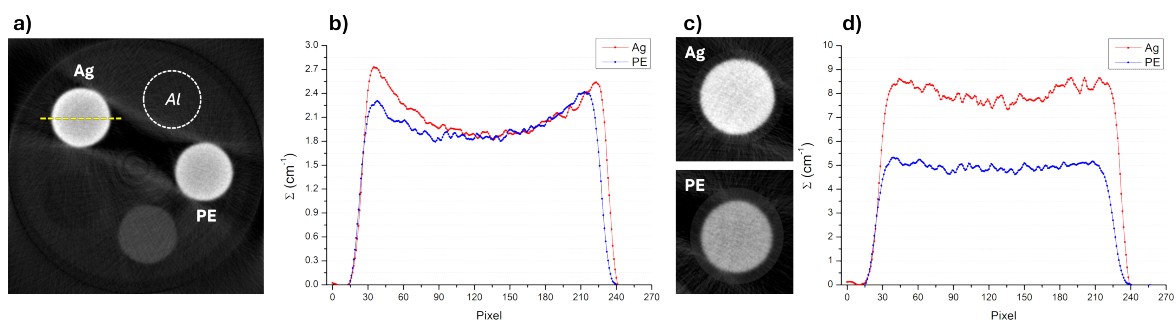 a)
Ag
Al
PE
b)
3.0
2.7
2.4
2.1
1.8
1.5
1.2
0.9
0.6
0.3
0.0
Σ (cm⁻¹)
0 30 60 90 120 150 180 210 240 270
Pixel
Ag
PE
c)
Ag
PE
d)
10
9
8
7
6
5
4
3
2
1
0
Σ (cm⁻¹)
0 30 60 90 120 150 180 210 240 270
Pixel
Ag
PE